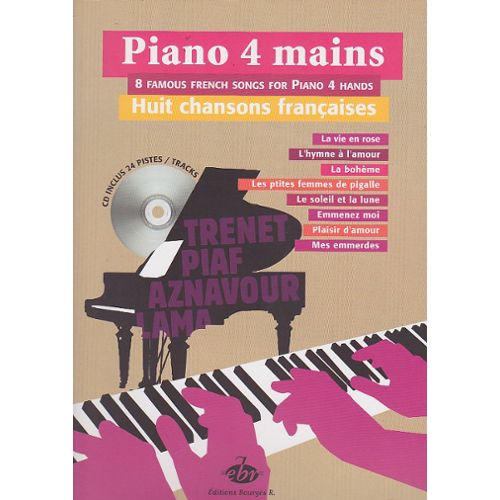 Piano 4 mains
8 FAMOUS FRENCH SONGS FOR PIANO 4 HANDS
Huit chansons françaises
La vie en rose
L'hymne à l'amour
La bohème
Les ptites femmes de pigalle
Le soleil et la lune
Emmenez moi
Plaisir d'amour
Mes emmerdes
CD INCLUS 24 PISTES / TRACKS
TRENET
PIAF
AZNAVOUR
LAMA
ebr
Editions Bourgès R.